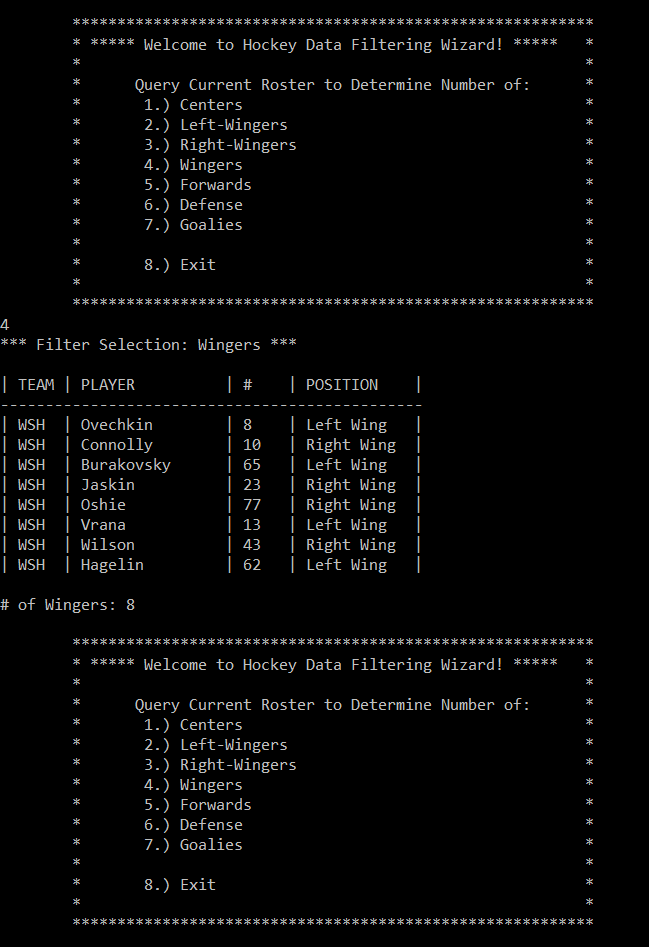 **********************************************************
* ***** Welcome to Hockey Data Filtering Wizard! *****   *
*                                                        *
*      Query Current Roster to Determine Number of:      *
*       1.) Centers                                      *
*       2.) Left-Wingers                                 *
*       3.) Right-Wingers                                *
*       4.) Wingers                                      *
*       5.) Forwards                                     *
*       6.) Defense                                      *
*       7.) Goalies                                      *
*                                                        *
*       8.) Exit                                         *
*                                                        *
**********************************************************
4
*** Filter Selection: Wingers ***
| TEAM | PLAYER          | #    | POSITION    |
-----------------------------------------------
| WSH  | Ovechkin        | 8    | Left Wing   |
| WSH  | Connolly        | 10   | Right Wing  |
| WSH  | Burakovsky      | 65   | Left Wing   |
| WSH  | Jaskin          | 23   | Right Wing  |
| WSH  | Oshie           | 77   | Right Wing  |
| WSH  | Vrana           | 13   | Left Wing   |
| WSH  | Wilson          | 43   | Right Wing  |
| WSH  | Hagelin         | 62   | Left Wing   |
# of Wingers: 8
**********************************************************
* ***** Welcome to Hockey Data Filtering Wizard! *****   *
*                                                        *
*      Query Current Roster to Determine Number of:      *
*       1.) Centers                                      *
*       2.) Left-Wingers                                 *
*       3.) Right-Wingers                                *
*       4.) Wingers                                      *
*       5.) Forwards                                     *
*       6.) Defense                                      *
*       7.) Goalies                                      *
*                                                        *
*       8.) Exit                                         *
*                                                        *
**********************************************************